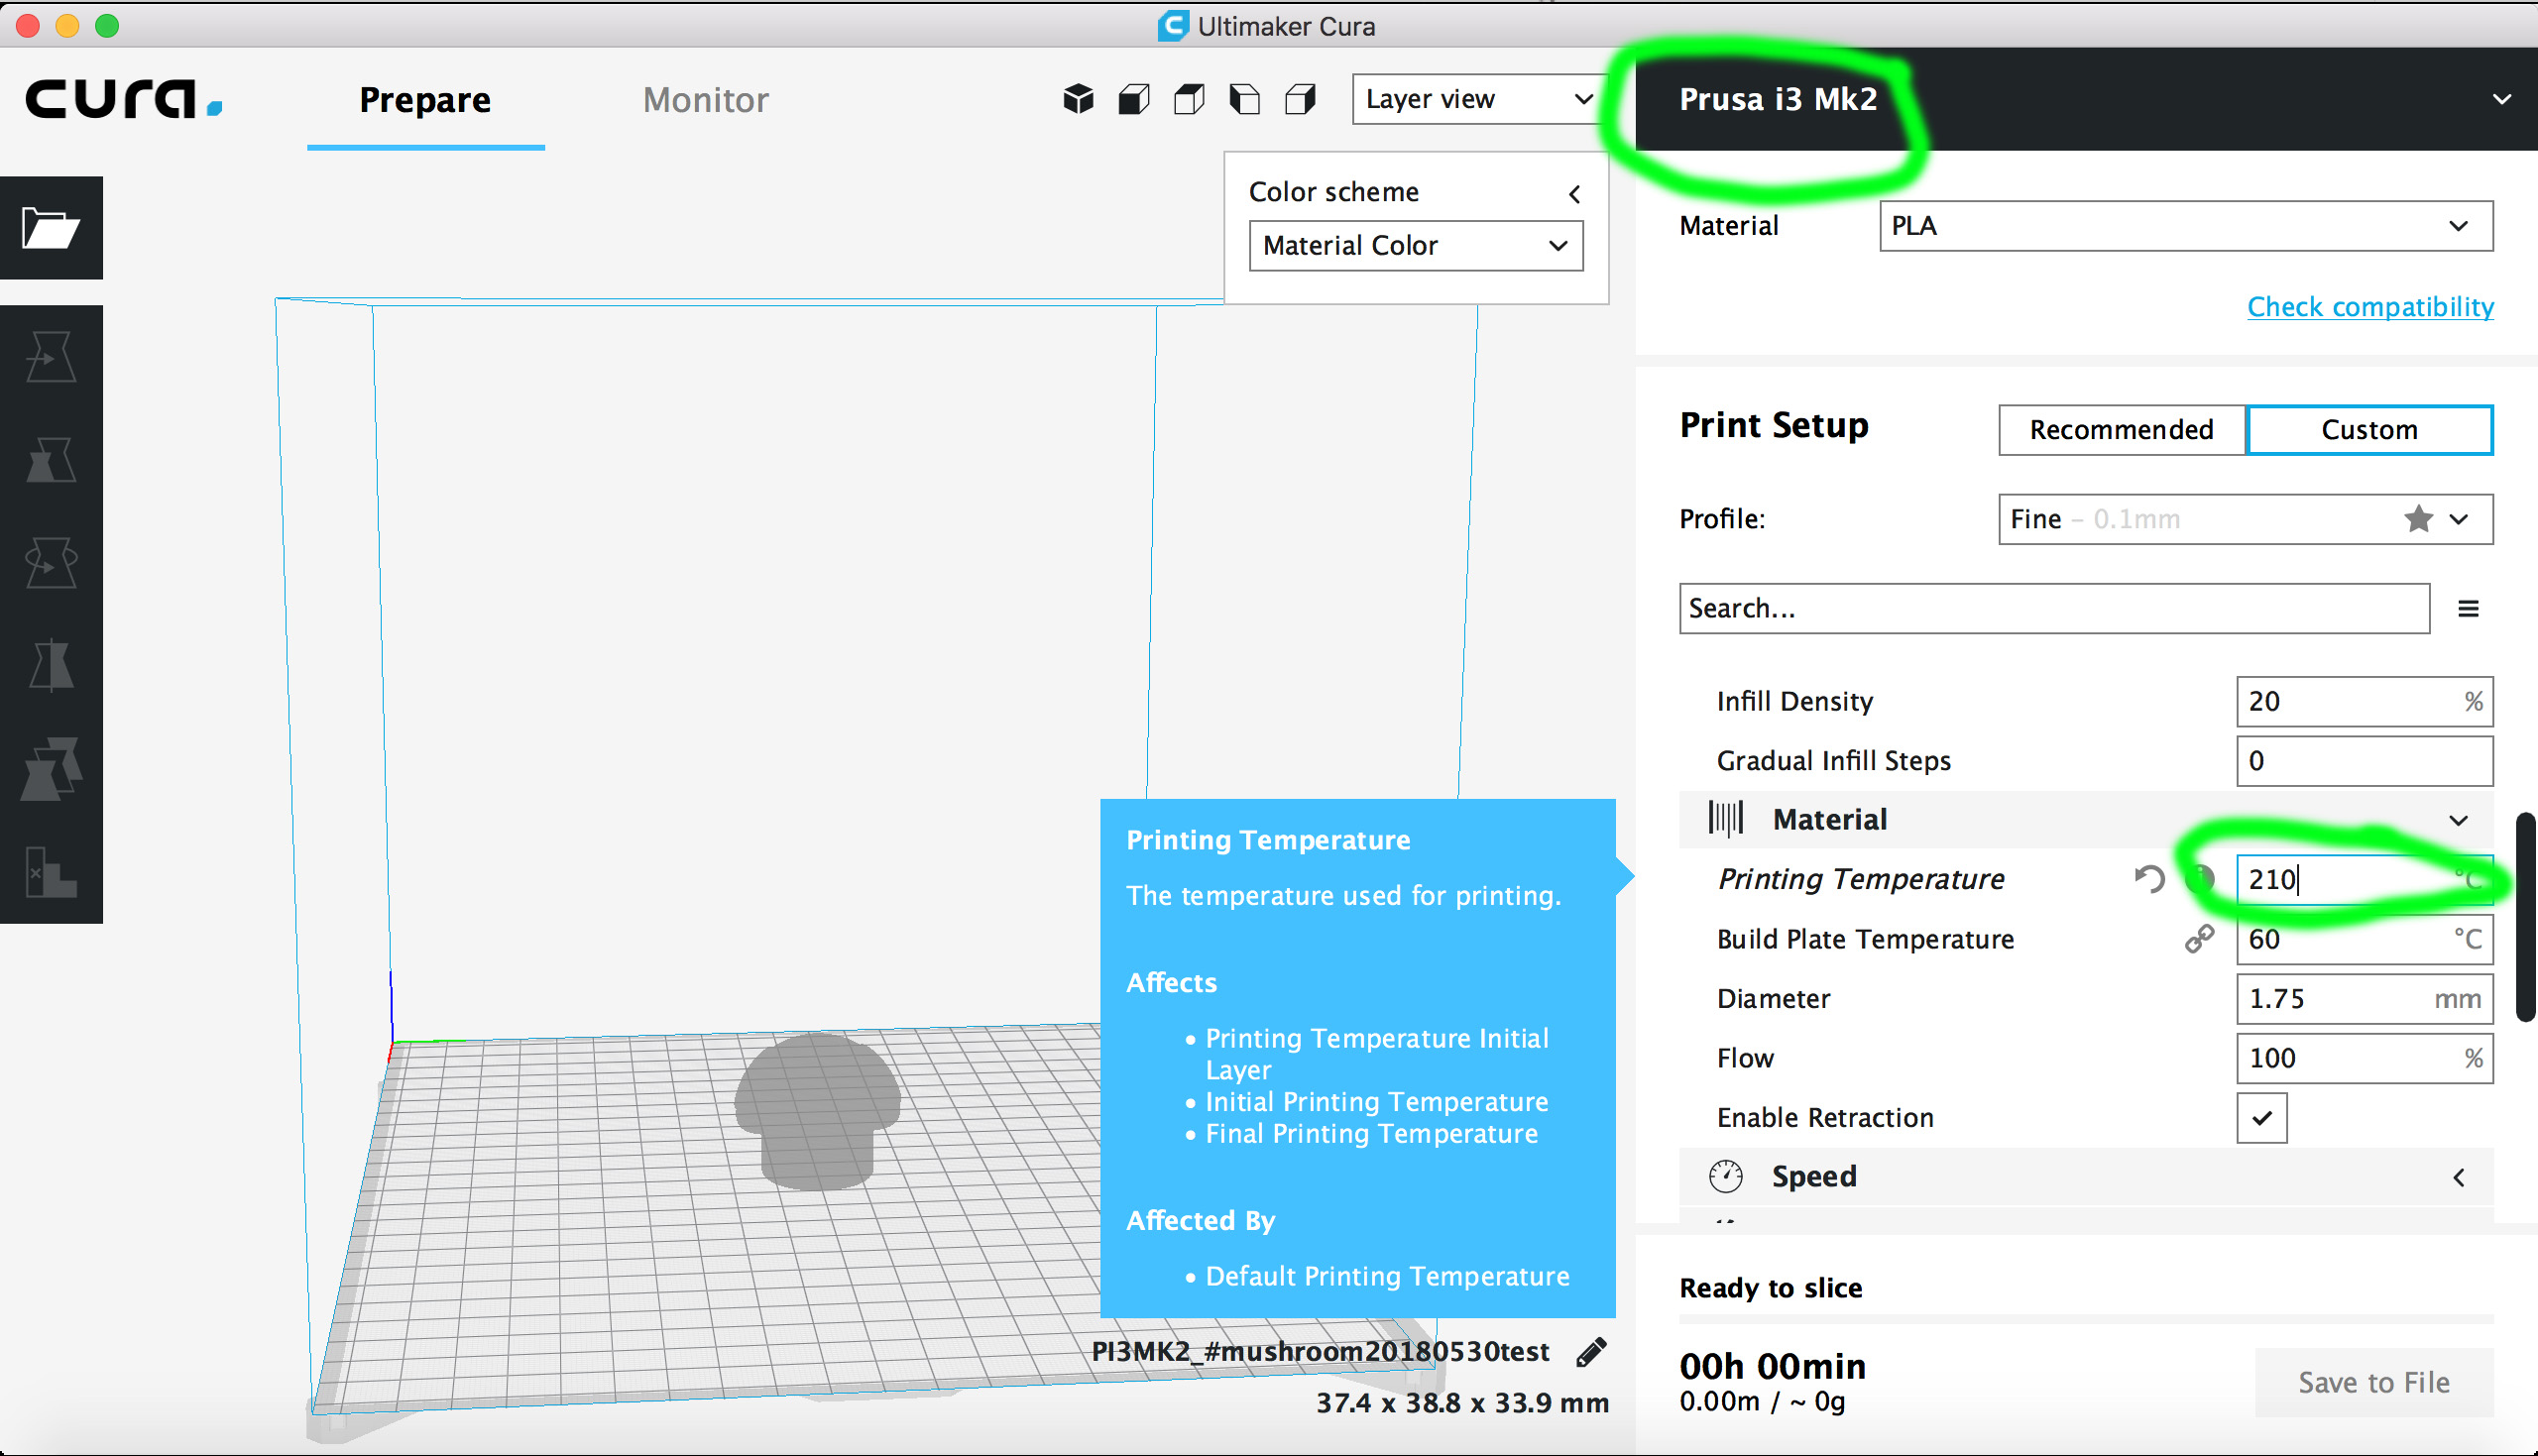 Ultimaker Cura
cura.
Prepare
Monitor
Layer view
Prusa i3 Mk2
Color scheme
Material Color
Material
PLA
Check compatibility
Print Setup
Recommended
Custom
Profile:
Fine – 0.1mm
Search...
Infill Density
20 %
Gradual Infill Steps
0
Material
Printing Temperature
210 °C
Build Plate Temperature
60 °C
Diameter
1.75 mm
Flow
100 %
Enable Retraction
Speed
Printing Temperature
The temperature used for printing.
Affects
• Printing Temperature Initial
Layer
• Initial Printing Temperature
• Final Printing Temperature
Affected By
• Default Printing Temperature
PI3MK2_#mushroom20180530test
37.4 x 38.8 x 33.9 mm
Ready to slice
00h 00min
0.00m / ~ 0g
Save to File